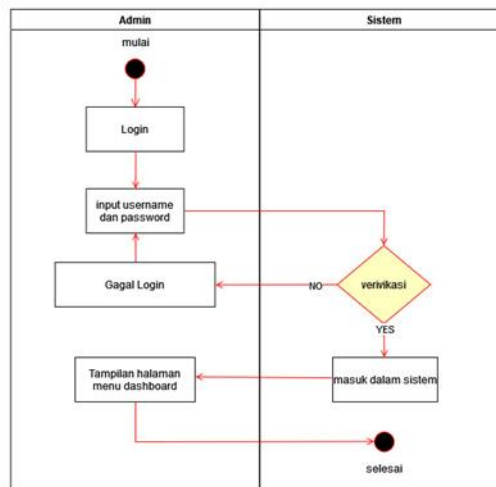 Admin
Sistem
mulai
Login
input username
dan password
Gagal Login
NO
verivikasi
YES
Tampilan halaman
menu dashboard
masuk dalam sistem
selesai